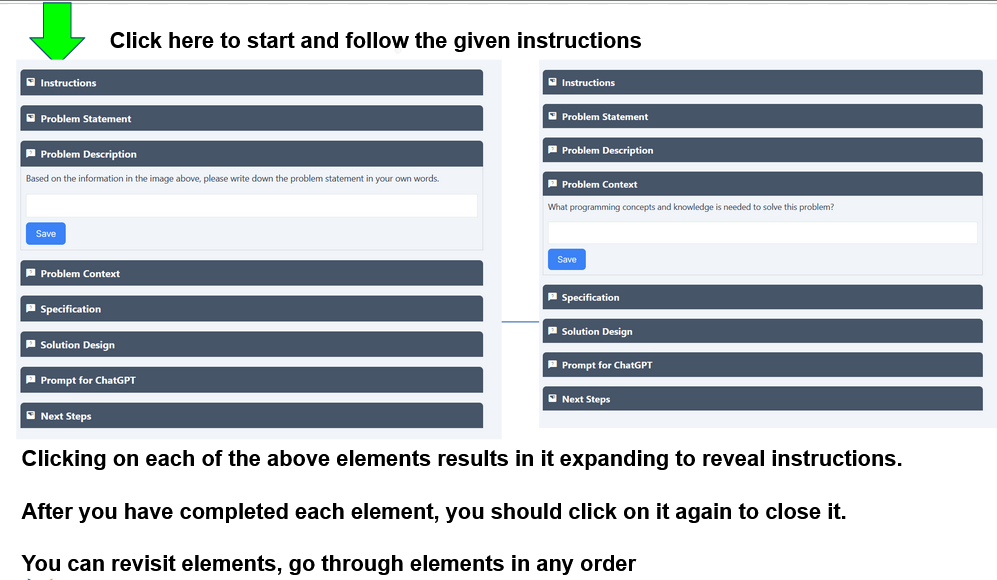 Click here to start and follow the given instructions
Instructions
Problem Statement
Problem Description
Based on the information in the image above, please write down the problem statement in your own words.
Save
Problem Context
Specification
Solution Design
Prompt for ChatGPT
Next Steps
Instructions
Problem Statement
Problem Description
Problem Context
What programming concepts and knowledge is needed to solve this problem?
Save
Specification
Solution Design
Prompt for ChatGPT
Next Steps
Clicking on each of the above elements results in it expanding to reveal instructions.
After you have completed each element, you should click on it again to close it.
You can revisit elements, go through elements in any order